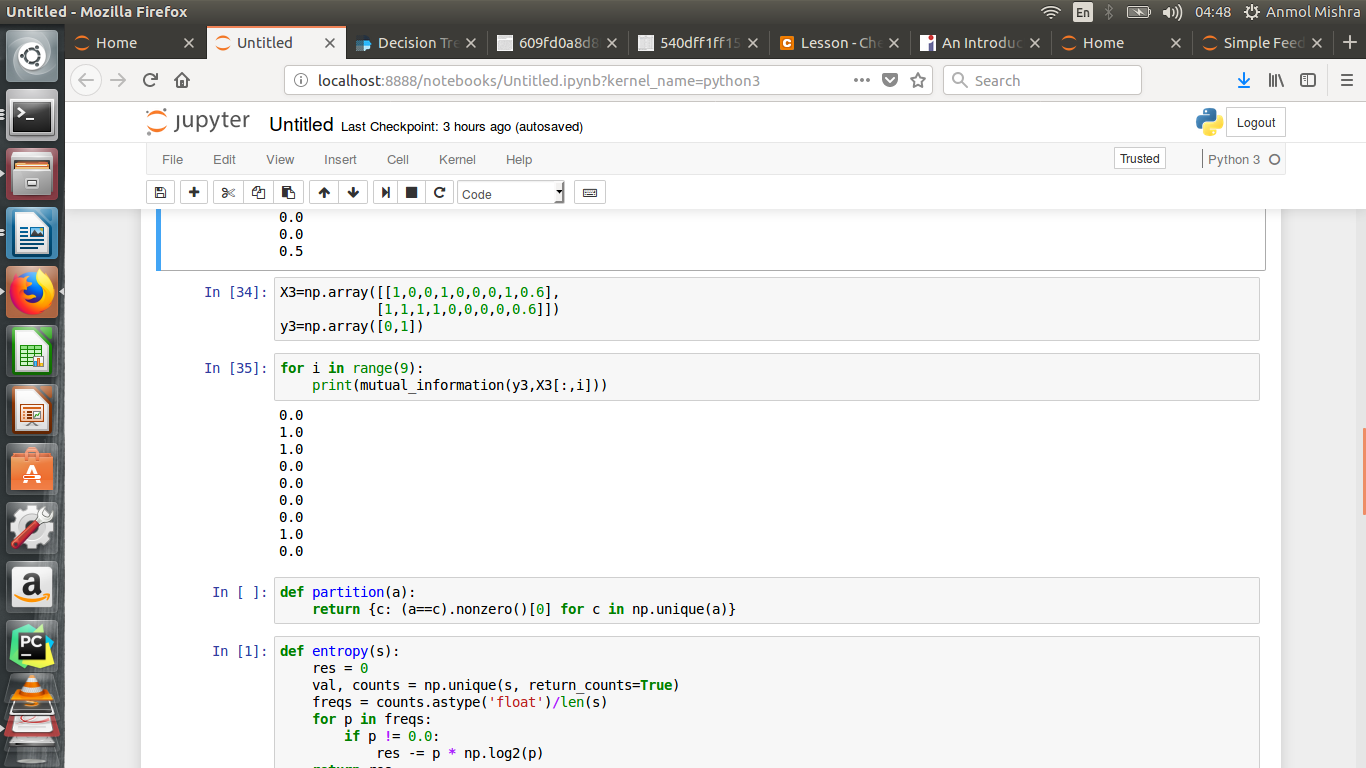 Untitled - Mozilla Firefox
En
04:48
Anmol Mishra
Home
Untitled
Decision Tre
609fd0a8d8
540dff1ff15
Lesson - Che
An Introduc
Home
Simple Feed
localhost:8888/notebooks/Untitled.ipynb?kernel_name=python3
Search
jupyter
Untitled
Last Checkpoint: 3 hours ago (autosaved)
Logout
File
Edit
View
Insert
Cell
Kernel
Help
Trusted
Python 3
Code
0.0
0.0
0.5
In [34]:
X3=np.array([[1,0,0,1,0,0,0,1,0.6],
[1,1,1,1,0,0,0,0,0.6]])
y3=np.array([0,1])
In [35]:
for i in range(9):
print(mutual_information(y3,X3[:,i]))
0.0
1.0
1.0
0.0
0.0
0.0
0.0
1.0
0.0
In [ ]:
def partition(a):
return {c: (a==c).nonzero()[0] for c in np.unique(a)}
In [1]:
def entropy(s):
res = 0
val, counts = np.unique(s, return_counts=True)
freqs = counts.astype('float')/len(s)
for p in freqs:
if p != 0.0:
res -= p * np.log2(p)